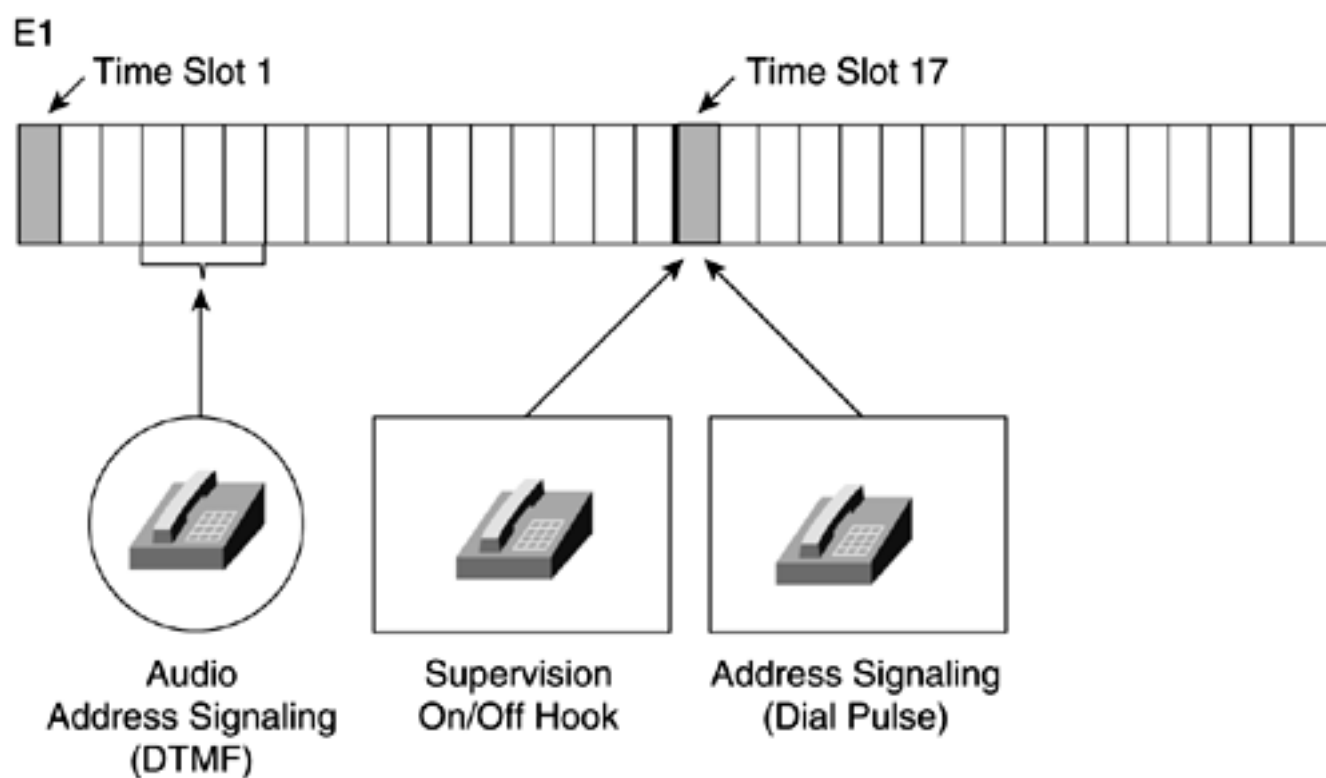 E1
Time Slot 1
Time Slot 17
Audio
Address Signaling
(DTMF)
Supervision
On/Off Hook
Address Signaling
(Dial Pulse)